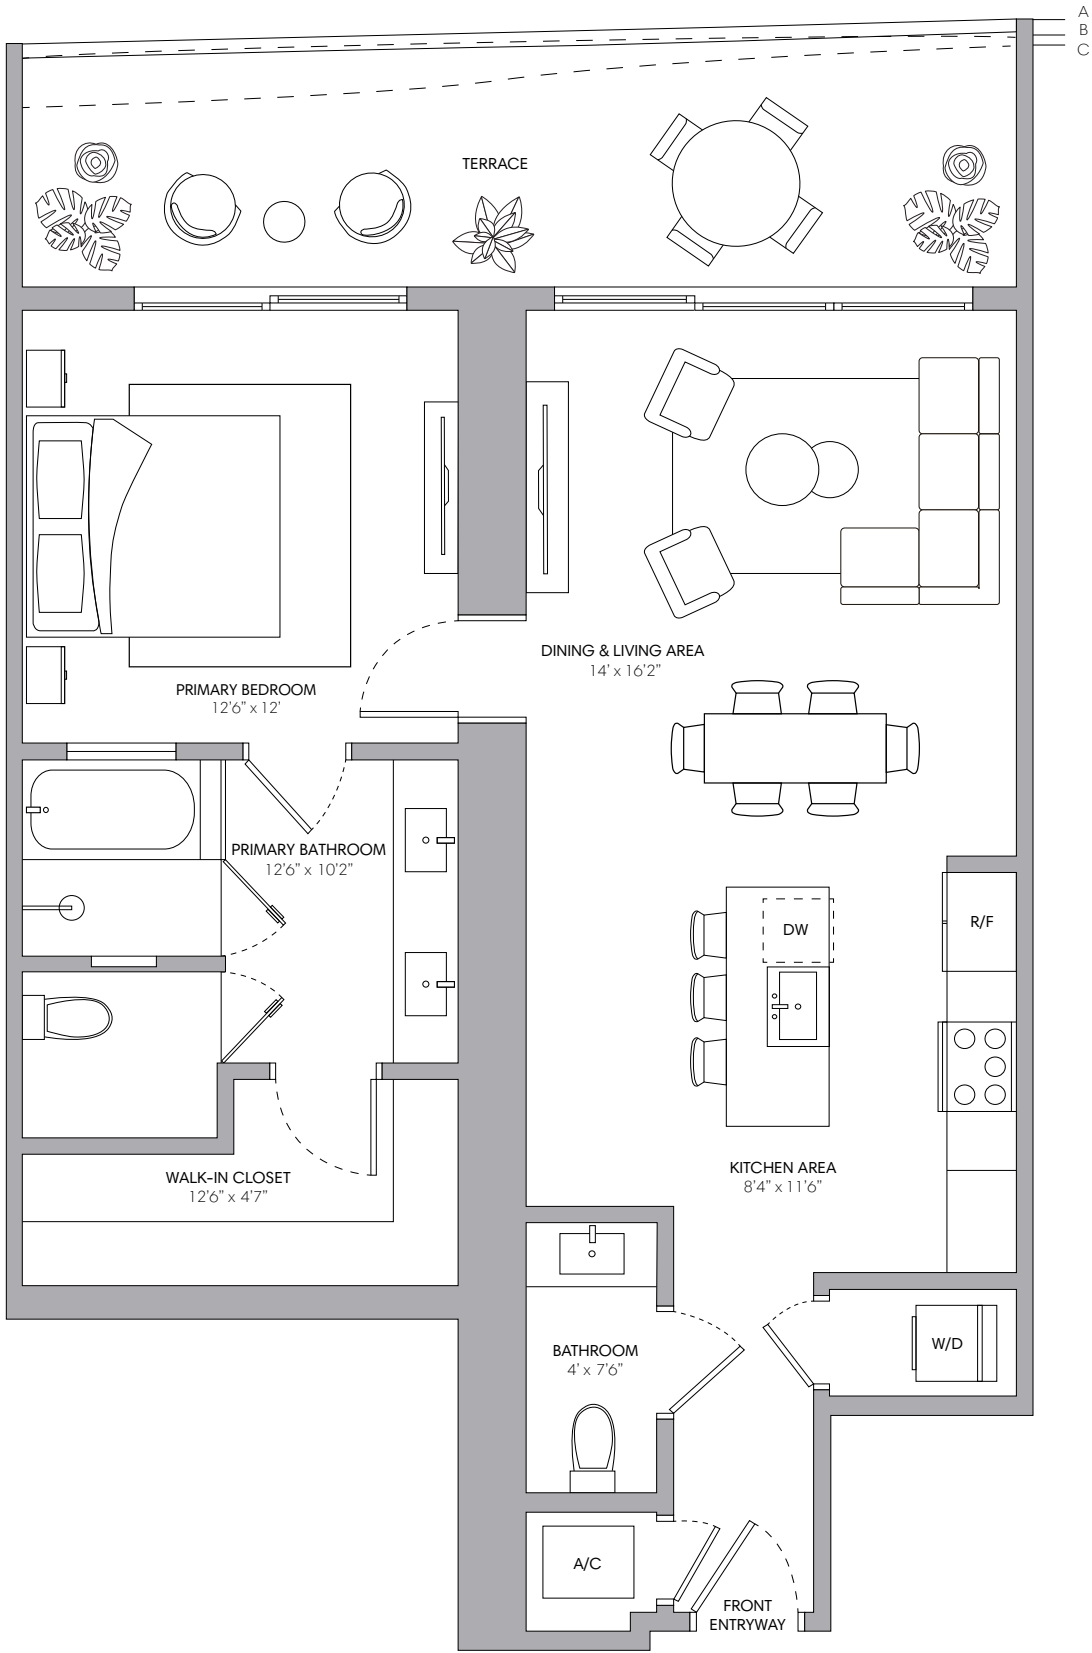 A
B
C
TERRACE
DINING & LIVING AREA
14' x 16'2”
PRIMARY BEDROOM
12'6” x 12'
PRIMARY BATHROOM
12'6” x 10'2”
DW
R/F
KITCHEN AREA
8'4” x 11'6”
WALK-IN CLOSET
12'6” x 4'7”
BATHROOM
4' x 7'6”
W/D
A/C
FRONT
ENTRYWAY